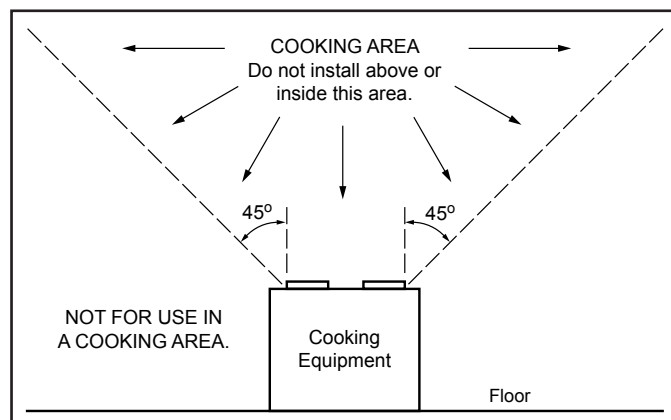 COOKING AREA
Do not install above or
inside this area.
45º
45º
NOT FOR USE IN
A COOKING AREA.
Cooking
Equipment
Floor